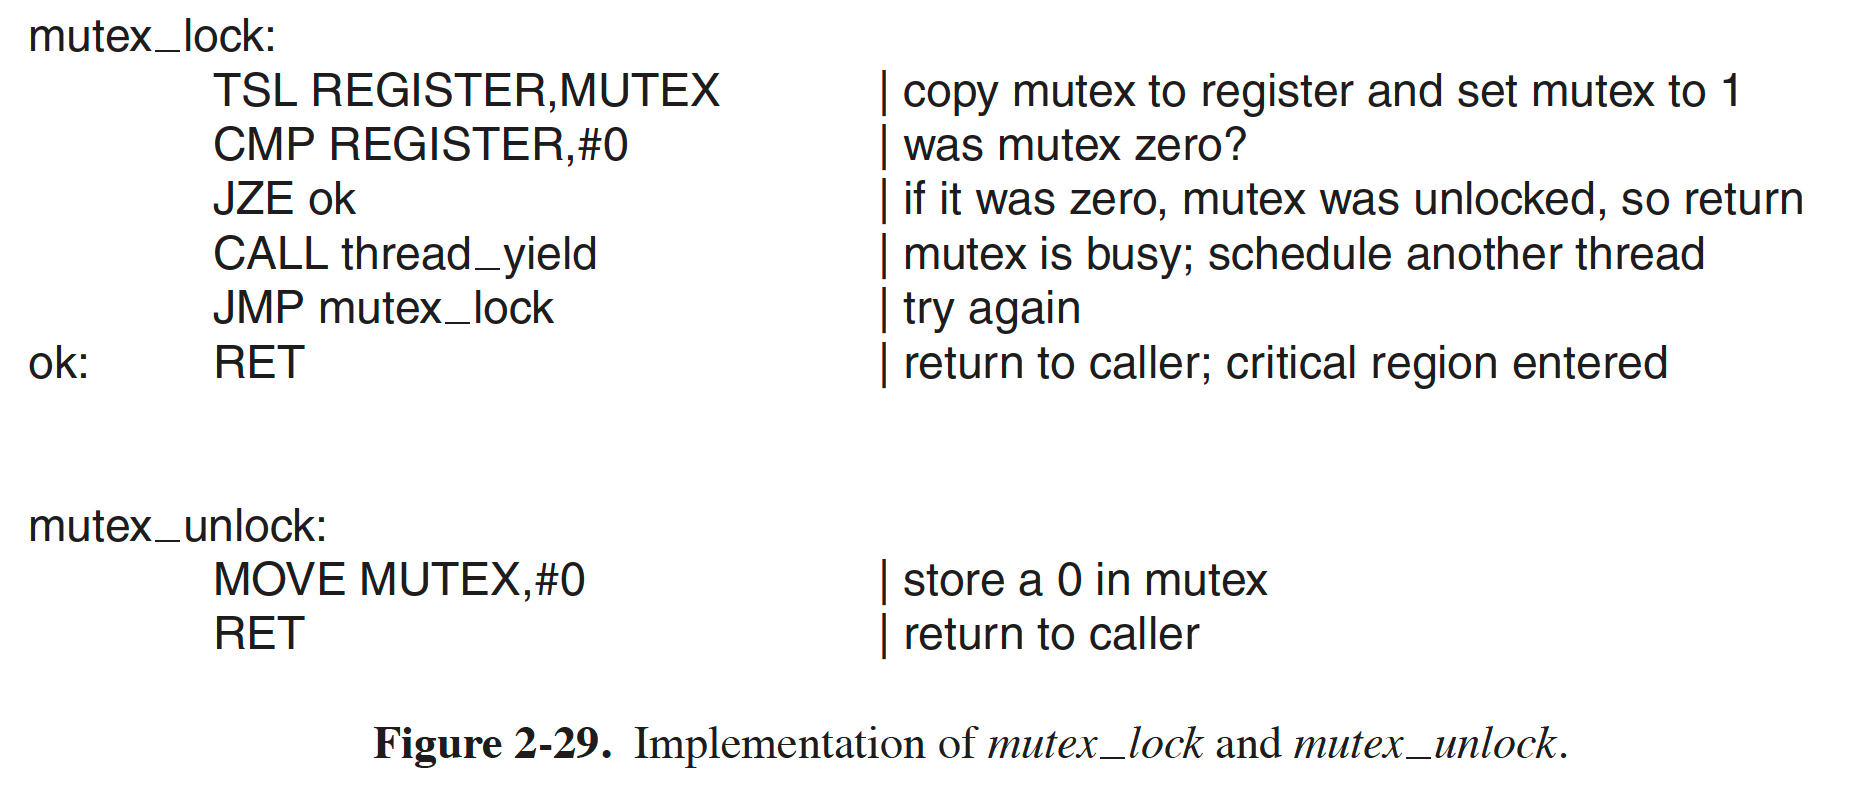 mutex_lock:
TSL REGISTER,MUTEX | copy mutex to register and set mutex to 1
CMP REGISTER,#0 | was mutex zero?
JZE ok | if it was zero, mutex was unlocked, so return
CALL thread_yield | mutex is busy; schedule another thread
JMP mutex_lock | try again
ok: RET | return to caller; critical region entered
mutex_unlock:
MOVE MUTEX,#0 | store a 0 in mutex
RET | return to caller
Figure 2-29. Implementation of mutex_lock and mutex_unlock.